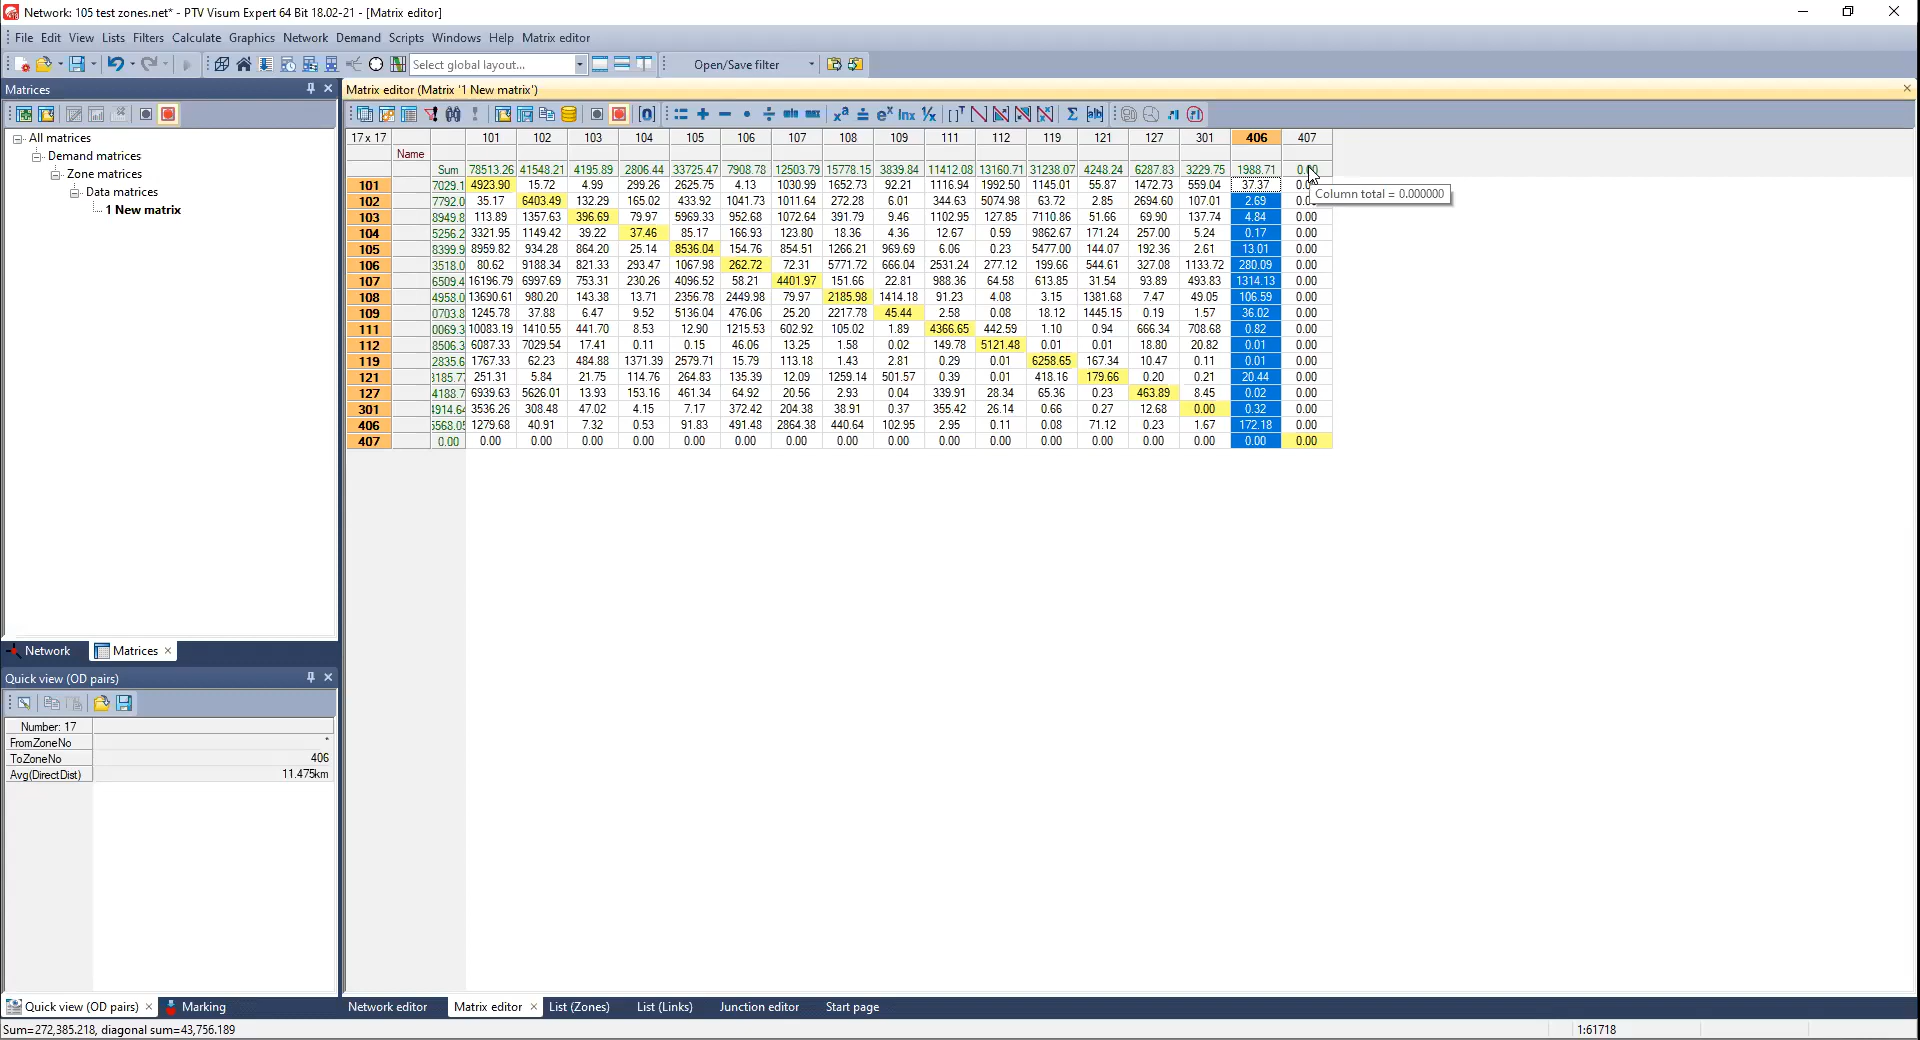 Network: 105 test zones.net* - PTV Visum Expert 64 Bit 18.02-21 - [Matrix editor]
File Edit View Lists Filters Calculate Graphics Network Demand Scripts Windows Help Matrix editor
Select global layout... Open/Save filter
Matrices
All matrices
Demand matrices
Zone matrices
Data matrices
1 New matrix
Network Matrices
Quick view (OD pairs)
Number: 17
FromZoneNo *
ToZoneNo 406
Avg(DirectDist) 11.475km
Quick view (OD pairs) Marking
Matrix editor (Matrix '1 New matrix')
min max x^a e^x lnx 1/x
17 x 17 101 102 103 104 105 106 107 108 109 111 112 119 121 127 301 406 407
Name
Sum 78513.26 41548.21 4195.89 2806.44 33725.47 7908.78 12503.79 15778.15 3839.84 11412.08 13160.71 31238.07 4248.24 6287.83 3229.75 1988.71
101 7029.1 4923.90 15.72 4.99 299.26 2625.75 4.13 1030.99 1652.73 92.21 1116.94 1992.50 1145.01 55.87 1472.73 559.04 37.37
102 7792.0 35.17 6403.49 132.29 165.02 433.92 1041.73 1011.64 272.28 6.01 344.63 5074.98 63.72 2.85 2694.60 107.01 2.69
103 8949.8 113.89 1357.63 396.69 79.97 5969.33 952.68 1072.64 391.79 9.46 1102.95 127.85 7110.86 51.66 69.90 137.74 4.84 0.00
104 5256.2 3321.95 1149.42 39.22 37.46 85.17 166.93 123.80 18.36 4.36 12.67 0.59 9862.67 171.24 257.00 5.24 0.17 0.00
105 8399.9 8959.82 934.28 864.20 25.14 8536.04 154.76 854.51 1266.21 969.69 6.06 0.23 5477.00 144.07 192.36 2.61 13.01 0.00
106 3518.0 80.62 9188.34 821.33 293.47 1067.98 262.72 72.31 5771.72 666.04 2531.24 277.12 199.66 544.61 327.08 1133.72 280.09 0.00
107 6509.4 16196.79 6997.69 753.31 230.26 4096.52 58.21 4401.97 151.66 22.81 988.36 64.58 613.85 31.54 93.89 493.83 1314.13 0.00
108 4958.0 13690.61 980.20 143.38 13.71 2356.78 2449.98 79.97 2185.98 1414.18 91.23 4.08 3.15 1381.68 7.47 49.05 106.59 0.00
109 0703.8 1245.78 37.88 6.47 9.52 5136.04 476.06 25.20 2217.78 45.44 2.58 0.08 18.12 1445.15 0.19 1.57 36.02 0.00
111 0069.3 10083.19 1410.55 441.70 8.53 12.90 1215.53 602.92 105.02 1.89 4366.65 442.59 1.10 0.94 666.34 708.68 0.82 0.00
112 8506.3 6087.33 7029.54 17.41 0.11 0.15 46.06 13.25 1.58 0.02 149.78 5121.48 0.01 0.01 18.80 20.82 0.01 0.00
119 2835.6 1767.33 62.23 484.88 1371.39 2579.71 15.79 113.18 1.43 2.81 0.29 0.01 6258.65 167.34 10.47 0.11 0.01 0.00
121 251.31 5.84 21.75 114.76 264.83 135.39 12.09 1259.14 501.57 0.39 0.01 418.16 179.66 0.20 0.21 20.44 0.00
127 4188.7 6939.63 5626.01 13.93 153.16 461.34 64.92 20.56 2.93 0.04 339.91 28.34 65.36 0.23 463.89 8.45 0.02 0.00
301 3536.26 308.48 47.02 4.15 7.17 372.42 204.38 38.91 0.37 355.42 26.14 0.66 0.27 12.68 0.00 0.32 0.00
406 1279.68 40.91 7.32 0.53 91.83 491.48 2864.38 440.64 102.95 2.95 0.11 0.08 71.12 0.23 1.67 172.18 0.00
407 0.00 0.00 0.00 0.00 0.00 0.00 0.00 0.00 0.00 0.00 0.00 0.00 0.00 0.00 0.00 0.00 0.00 0.00
Column total = 0.000000
Network editor Matrix editor List (Zones) List (Links) Junction editor Start page
Sum=272,385.218, diagonal sum=43,756.189 1:61718